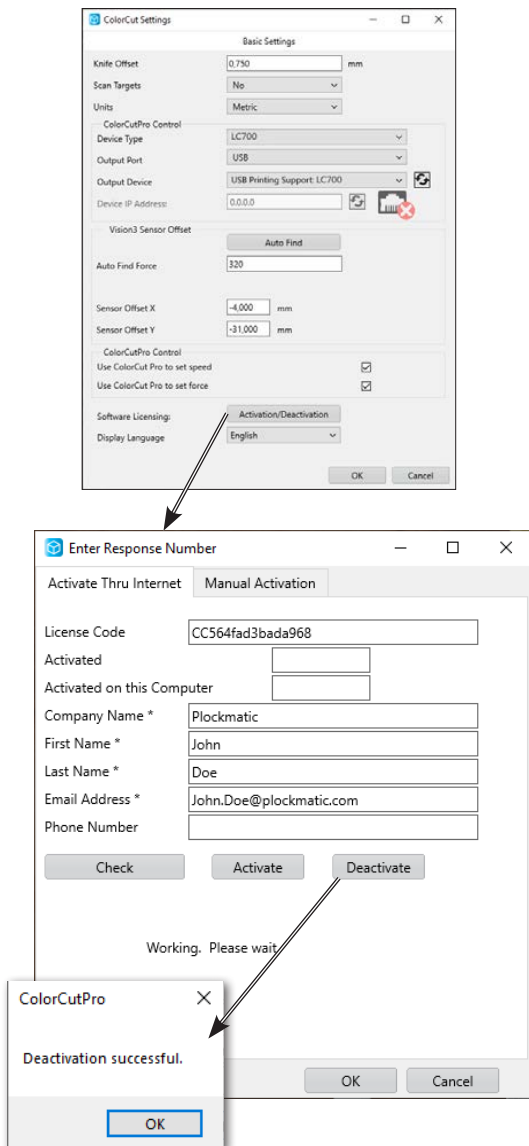 ColorCut Settings
Basic Settings
Knife Offset 0,750 mm
Scan Targets No
Units Metric
ColorCutPro Control
Device Type LC700
Output Port USB
Output Device USB Printing Support: LC700
Device IP Address: 0.0.0.0
Vision3 Sensor Offset
Auto Find
Auto Find Force 320
Sensor Offset X -4,000 mm
Sensor Offset Y -31,000 mm
ColorCutPro Control
Use ColorCut Pro to set speed
Use ColorCut Pro to set force
Software Licensing: Activation/Deactivation
Display Language English
OK Cancel
Enter Response Number
Activate Thru Internet Manual Activation
License Code CC564fad3bada968
Activated
Activated on this Computer
Company Name * Plockmatic
First Name * John
Last Name * Doe
Email Address * John.Doe@plockmatic.com
Phone Number
Check Activate Deactivate
Working. Please wait
ColorCutPro
Deactivation successful.
OK
OK Cancel